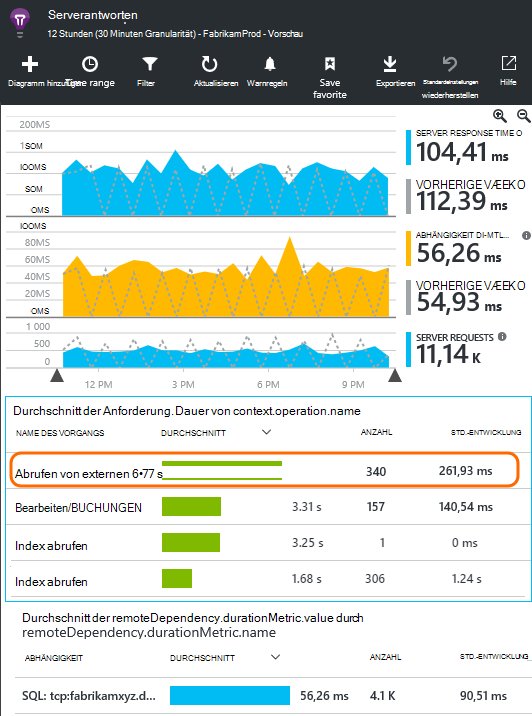 Serverantworten
12 Stunden (30 Minuten Granularität) - FabrikamProd - Vorschau
Diagramm hinzufügen
Time range
Filter
Aktualisieren
Warnregeln
Save favorite
Exportieren
Standardeinstellungen wiederherstellen
Hilfe
200MS
1SOM
IOOMS
SOM
OMS
SERVER RESPONSE TIME O
104,41 ms
VORHERIGE VÆEK O
112,39 ms
IOOMS
80MS
60MS
40MS
20MS
OMS
ABHÄNGIGKEIT DI-MTL...
56,26 ms
VORHERIGE VÆEKO
54,93 ms
1 000
500
0
SERVER REQUESTS
11,14 K
12 PM
3 PM
6 PM
9 PM
Durchschnitt der Anforderung. Dauer von context.operation.name
NAME DES VORGANGS DURCHSCHNITT ANZAHL STD.-ENTWICKLUNG
Abrufen von externen 6•77 s 340 261,93 ms
Bearbeiten/BUCHUNGEN 3.31 s 157 140,54 ms
Index abrufen 3.25 s 1 0 ms
Index abrufen 1.68 s 306 1.24 s
Durchschnitt der remoteDependency.durationMetric.value durch
remoteDependency.durationMetric.name
ABHÄNGIGKEIT DURCHSCHNITT ANZAHL STD.-ENTWICKLUNG
SQL: tcp:fabrikamxyz.d... 56,26 ms 4.1 K 90,51 ms